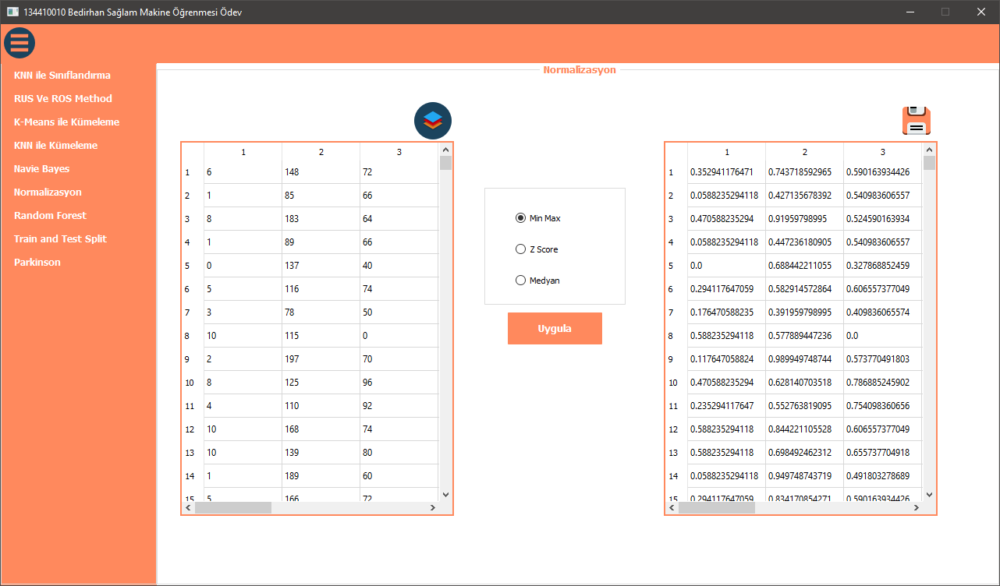 134410010 Bedirhan Sağlam Makine Öğrenmesi Ödev
KNN ile Sınıflandırma
RUS Ve ROS Method
K-Means ile Kümeleme
KNN ile Kümeleme
Navie Bayes
Normalizasyon
Random Forest
Train and Test Split
Parkinson
Normalizasyon
1 2 3
1 6 148 72
2 1 85 66
3 8 183 64
4 1 89 66
5 0 137 40
6 5 116 74
7 3 78 50
8 10 115 0
9 2 197 70
10 8 125 96
11 4 110 92
12 10 168 74
13 10 139 80
14 1 189 60
15 5 166 72
Min Max
Z Score
Medyan
Uygula
1 2 3
1 0.352941176471 0.743718592965 0.590163934426
2 0.0588235294118 0.427135678392 0.540983606557
3 0.470588235294 0.91959798995 0.524590163934
4 0.0588235294118 0.447236180905 0.540983606557
5 0.0 0.688442211055 0.327868852459
6 0.294117647059 0.582914572864 0.606557377049
7 0.176470588235 0.391959798995 0.409836065574
8 0.588235294118 0.577889447236 0.0
9 0.117647058824 0.989949748744 0.573770491803
10 0.470588235294 0.628140703518 0.786885245902
11 0.235294117647 0.552763819095 0.754098360656
12 0.588235294118 0.844221105528 0.606557377049
13 0.588235294118 0.698492462312 0.655737704918
14 0.0588235294118 0.949748743719 0.491803278689
15 0.294117647059 0.834170854271 0.590163934426